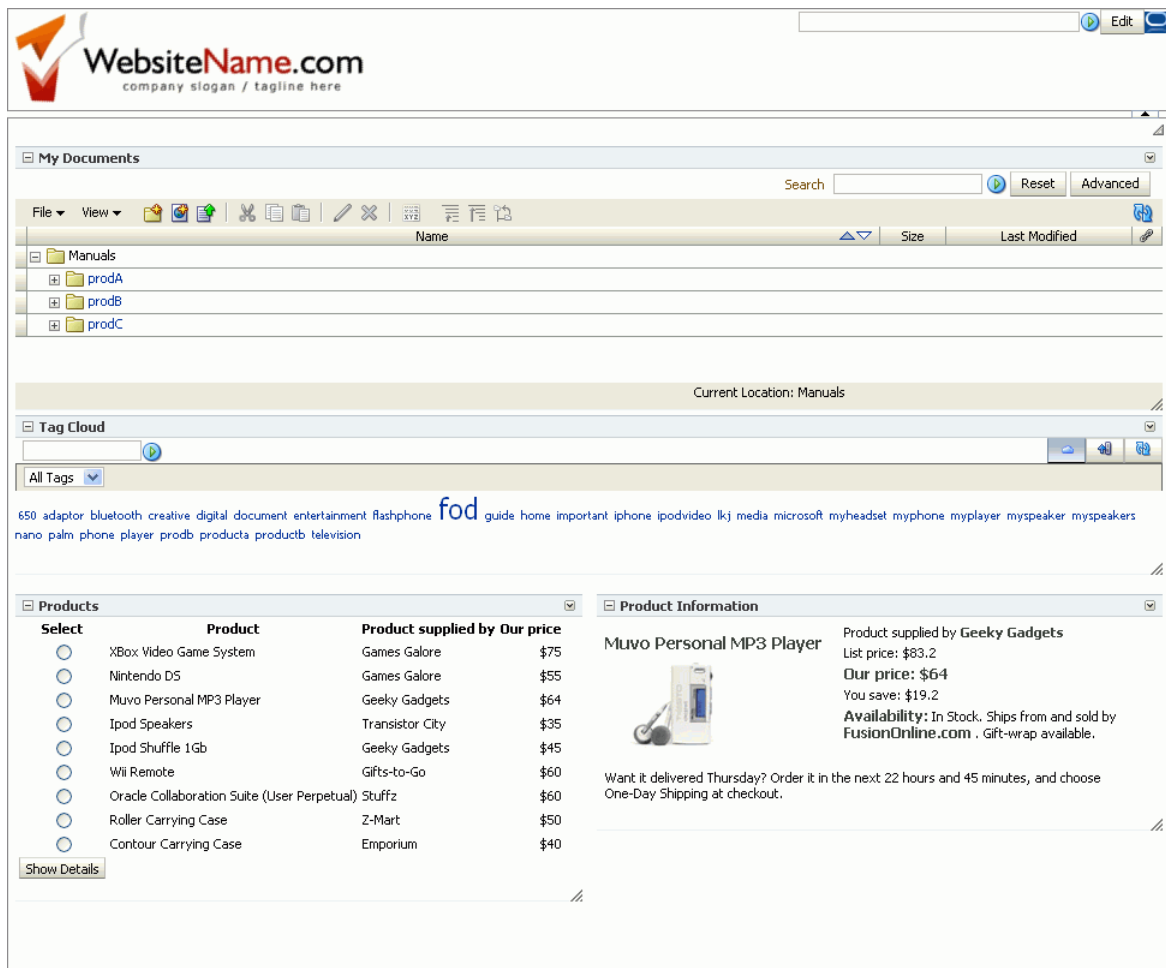 Edit
WebsiteName.com
company slogan / tagline here
My Documents
Search Reset Advanced
File View
Name Size Last Modified
Manuals
prodA
prodB
prodC
Current Location: Manuals
Tag Cloud
All Tags
650 adaptor bluetooth creative digital document entertainment flashphone fod guide home important iphone ipodvideo lkj media microsoft myheadset myphone myplayer myspeaker myspeakers
nano palm phone player prodb producta productb television
Products
Select Product Product supplied by Our price
XBox Video Game System Games Galore $75
Nintendo DS Games Galore $55
Muvo Personal MP3 Player Geeky Gadgets $64
Ipod Speakers Transistor City $35
Ipod Shuffle 1Gb Geeky Gadgets $45
Wii Remote Gifts-to-Go $60
Oracle Collaboration Suite (User Perpetual) Stuffz $60
Roller Carrying Case Z-Mart $50
Contour Carrying Case Emporium $40
Show Details
Product Information
Muvo Personal MP3 Player
Product supplied by Geeky Gadgets
List price: $83.2
Our price: $64
You save: $19.2
Availability: In Stock. Ships from and sold by
FusionOnline.com . Gift-wrap available.
Want it delivered Thursday? Order it in the next 22 hours and 45 minutes, and choose
One-Day Shipping at checkout.